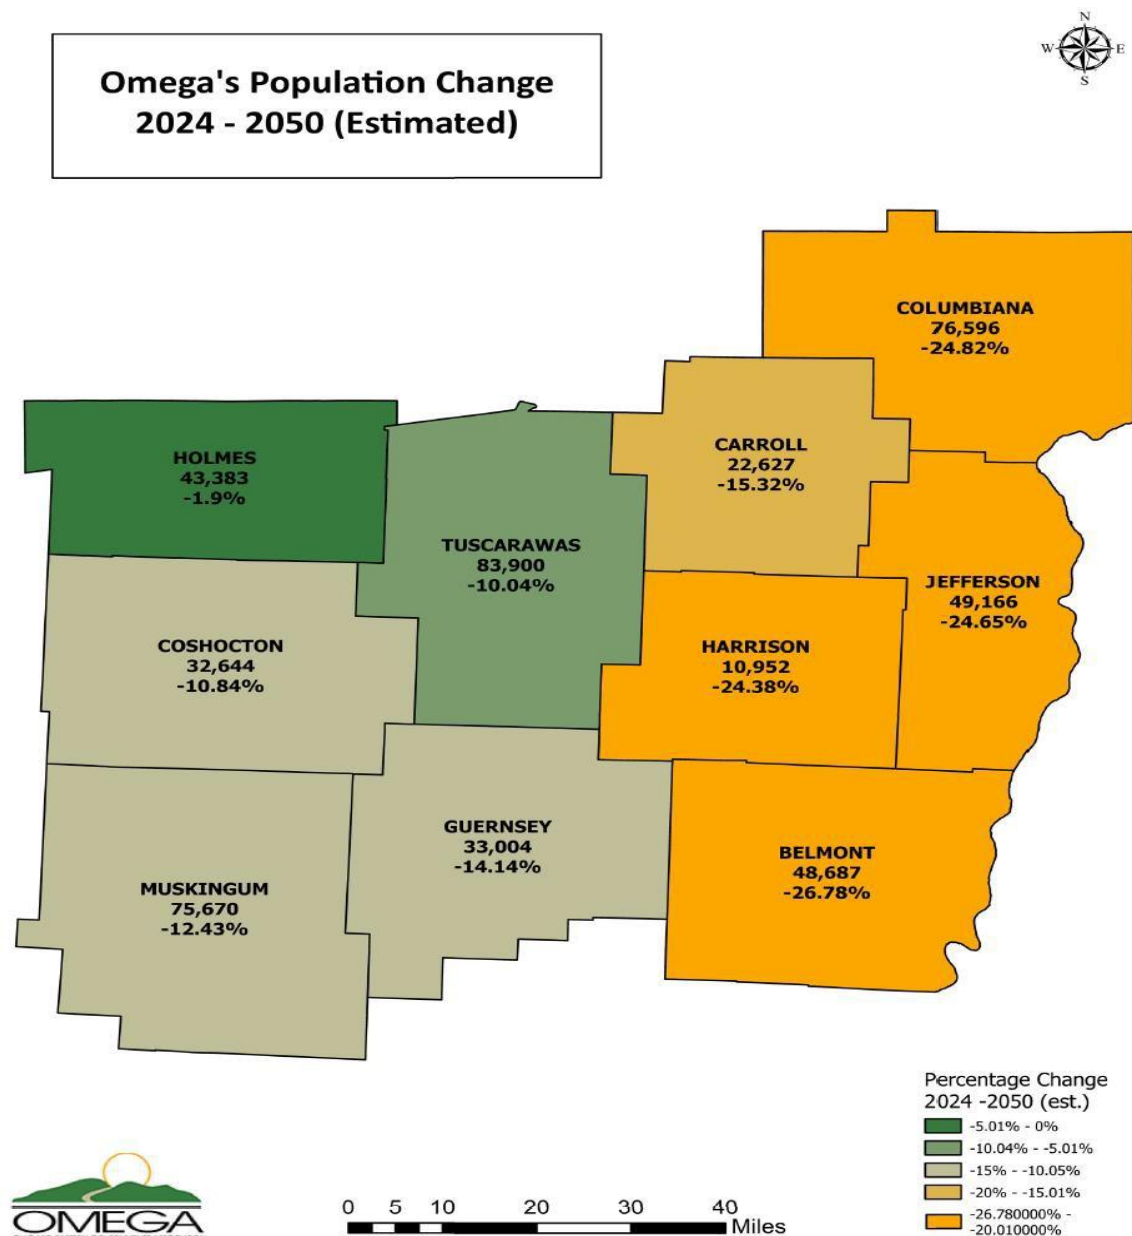 Omega's Population Change
2024 - 2050 (Estimated)
N
W
E
S
COLUMBIANA
76,596
-24.82%
CARROLL
22,627
-15.32%
HOLMES
43,383
-1.9%
TUSCARAWAS
83,900
-10.04%
JEFFERSON
49,166
-24.65%
COSHOCTON
32,644
-10.84%
HARRISON
10,952
-24.38%
GUERNSEY
33,004
-14.14%
BELMONT
48,687
-26.78%
MUSKINGUM
75,670
-12.43%
Percentage Change
2024 -2050 (est.)
-5.01% - 0%
-10.04% - -5.01%
-15% - -10.05%
-20% - -15.01%
-26.780000% -
-20.010000%
OMEGA
0 5 10 20 30 40
Miles